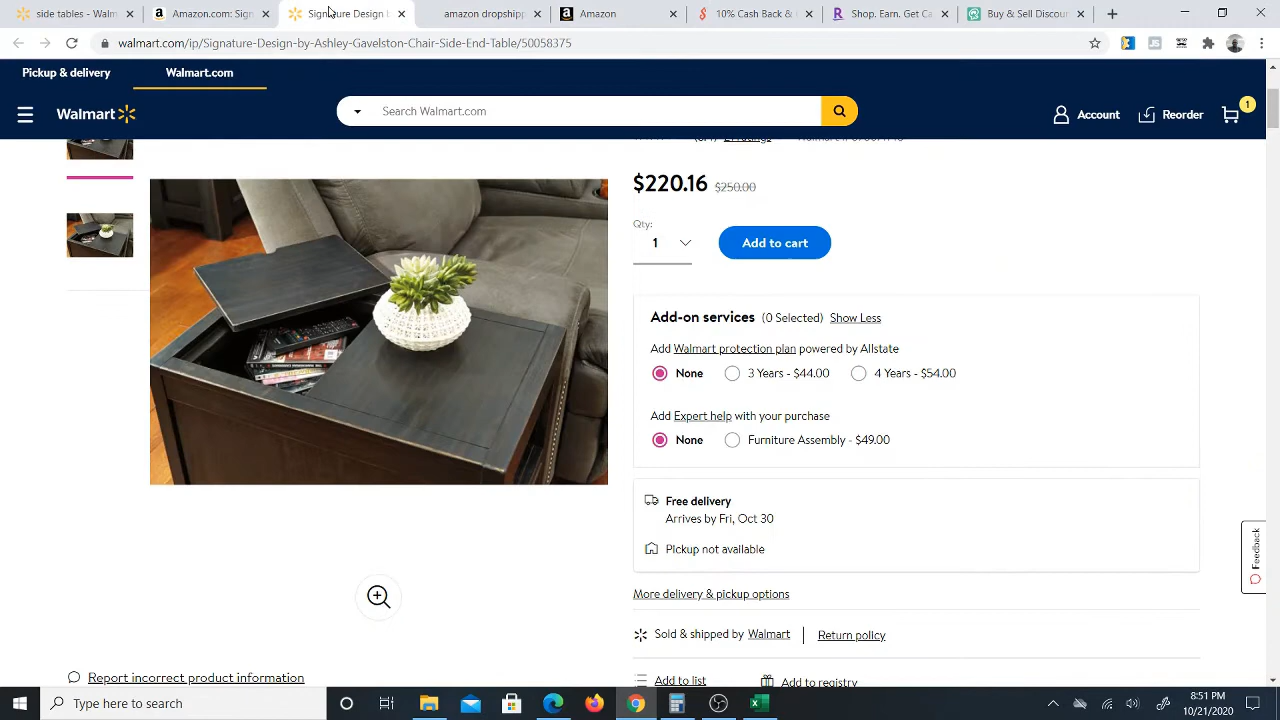 side tables - Walmart
Amazon.com: Sign
Signature Design b
amazon dropshipp
Amazon
10% Cash Back &
Shop. Earn. Get Ca
Buy & Sell Discou
walmart.com/ip/Signature-Design-by-Ashley-Gavelston-Chair-Side-End-Table/50058375
Pickup & delivery
Walmart.com
Walmart
Search Walmart.com
Account
Reorder
1
$220.16 $250.00
Qty:
1
Add to cart
Add-on services (0 Selected) Show Less
Add Walmart protection plan powered by Allstate
None
3 Years - $44.00
4 Years - $54.00
Add Expert help with your purchase
None
Furniture Assembly - $49.00
Free delivery
Arrives by Fri, Oct 30
Pickup not available
More delivery & pickup options
Sold & shipped by Walmart
Return policy
Add to list
Add to registry
Feedback
Report incorrect product information
Type here to search
8:51 PM
10/21/2020